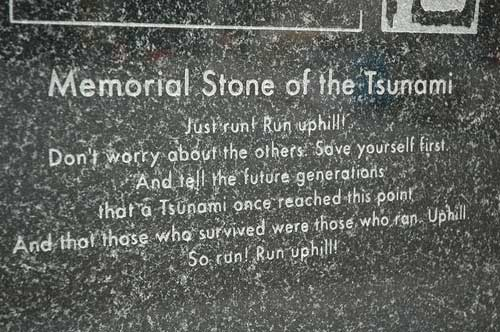 Memorial Stone of the Tsunami
Just run! Run uphill!
Don't worry about the others. Save yourself first.
And tell the future generations
that a Tsunami once reached this point.
And that those who survived were those who ran. Uphill.
So run! Run uphill!